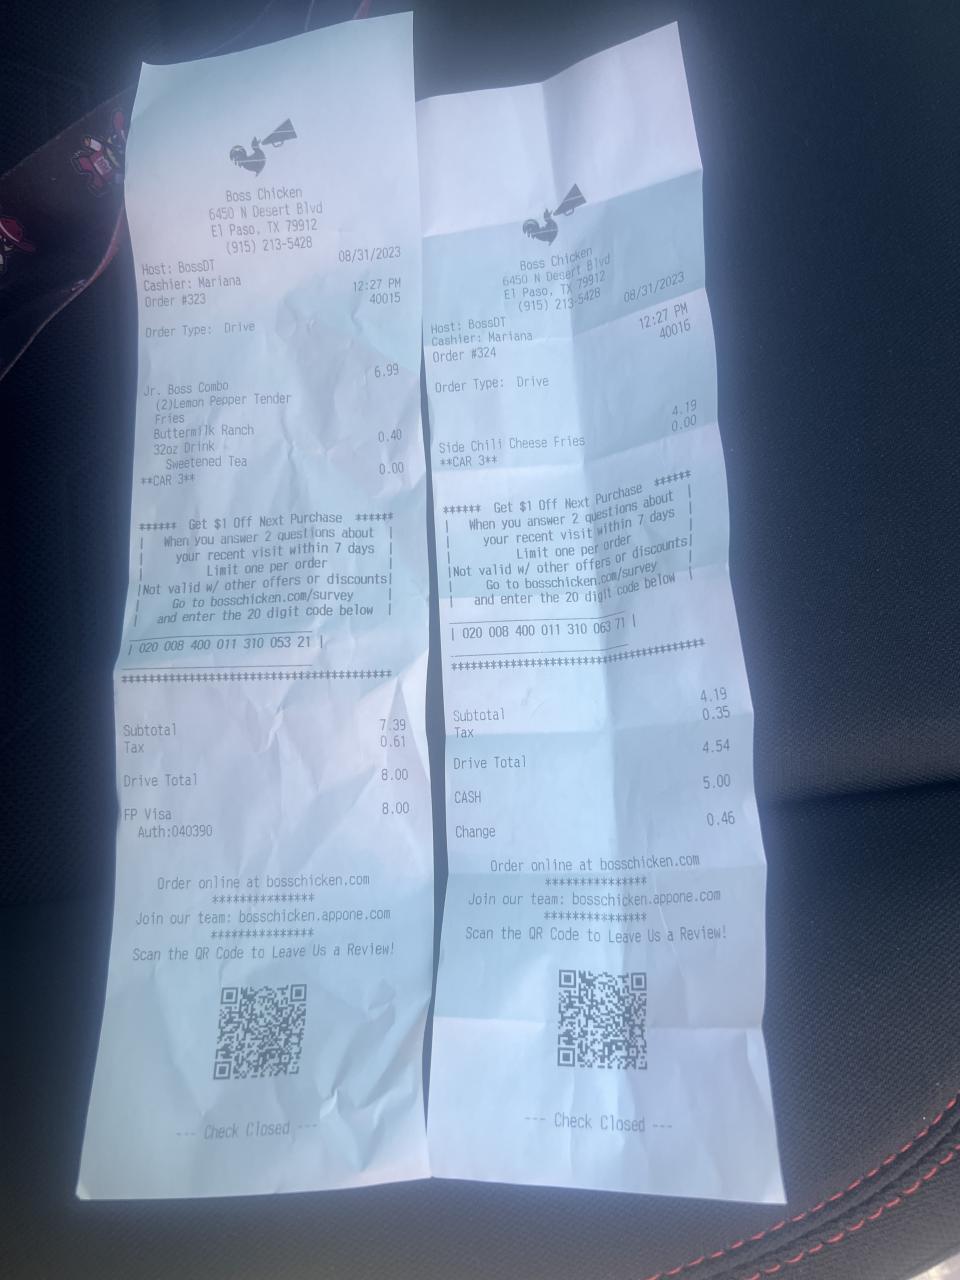 Boss Chicken
6450 N Desert Blvd
El Paso, TX 79912
(915) 213-5428
Host: BossDT 08/31/2023
Cashier: Mariana 12:27 PM
Order #323 40015
Order Type: Drive
Jr. Boss Combo 6.99
(2)Lemon Pepper Tender
Fries
Buttermilk Ranch
32oz Drink 0.40
Sweetened Tea
**CAR 3** 0.00
****** Get $1 Off Next Purchase ******
| When you answer 2 questions about |
| your recent visit within 7 days |
| Limit one per order |
|Not valid w/ other offers or discounts|
| Go to bosschicken.com/survey |
| and enter the 20 digit code below |
| 020 008 400 011 310 053 21 |
***************************************
Subtotal 7.39
Tax 0.61
Drive Total 8.00
FP Visa 8.00
Auth:040390
Order online at bosschicken.com
***************
Join our team: bosschicken.appone.com
***************
Scan the QR Code to Leave Us a Review!
--- Check Closed ---
Boss Chicken
6450 N Desert Blvd
El Paso, TX 79912
(915) 213-5428
Host: BossDT 08/31/2023
Cashier: Mariana 12:27 PM
Order #324 40016
Order Type: Drive
Side Chili Cheese Fries 4.19
**CAR 3** 0.00
****** Get $1 Off Next Purchase ******
| When you answer 2 questions about |
| your recent visit within 7 days |
| Limit one per order |
|Not valid w/ other offers or discounts|
| Go to bosschicken.com/survey |
| and enter the 20 digit code below |
| 020 008 400 011 310 063 71 |
***************************************
Subtotal 4.19
Tax 0.35
Drive Total 4.54
CASH 5.00
Change 0.46
Order online at bosschicken.com
***************
Join our team: bosschicken.appone.com
***************
Scan the QR Code to Leave Us a Review!
--- Check Closed ---